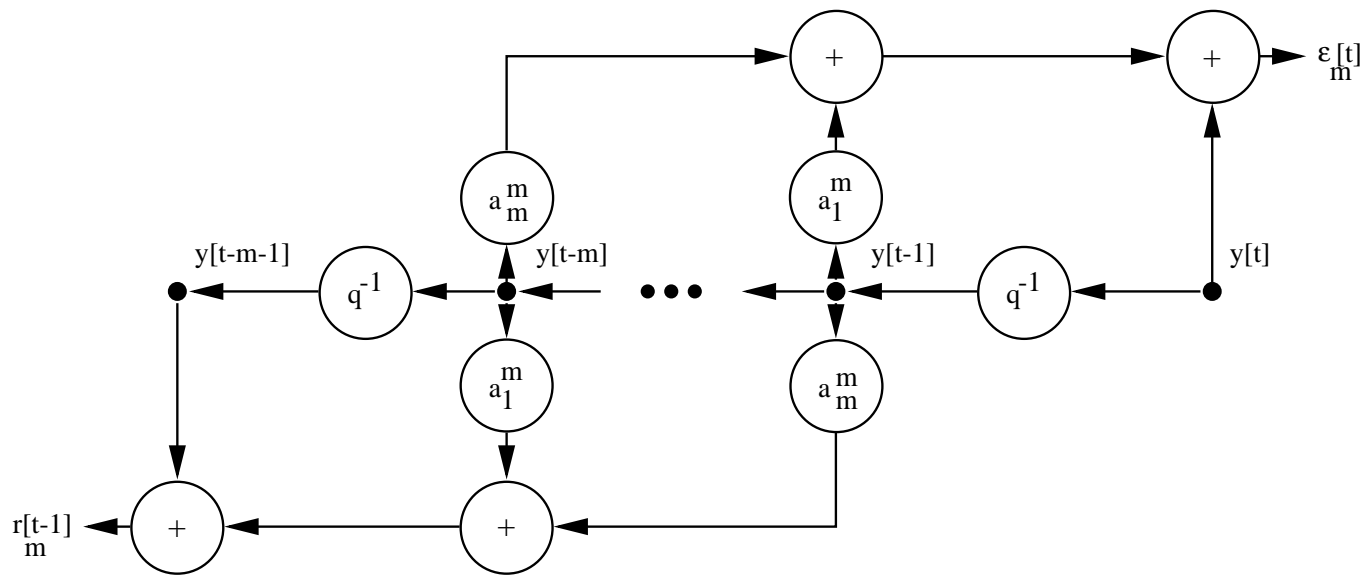 +
+
ε[t]
m
a m m
a m 1
y[t-m-1]
y[t-m]
y[t-1]
y[t]
q-1
q-1
a m 1
a m m
r[t-1]
m
+
+